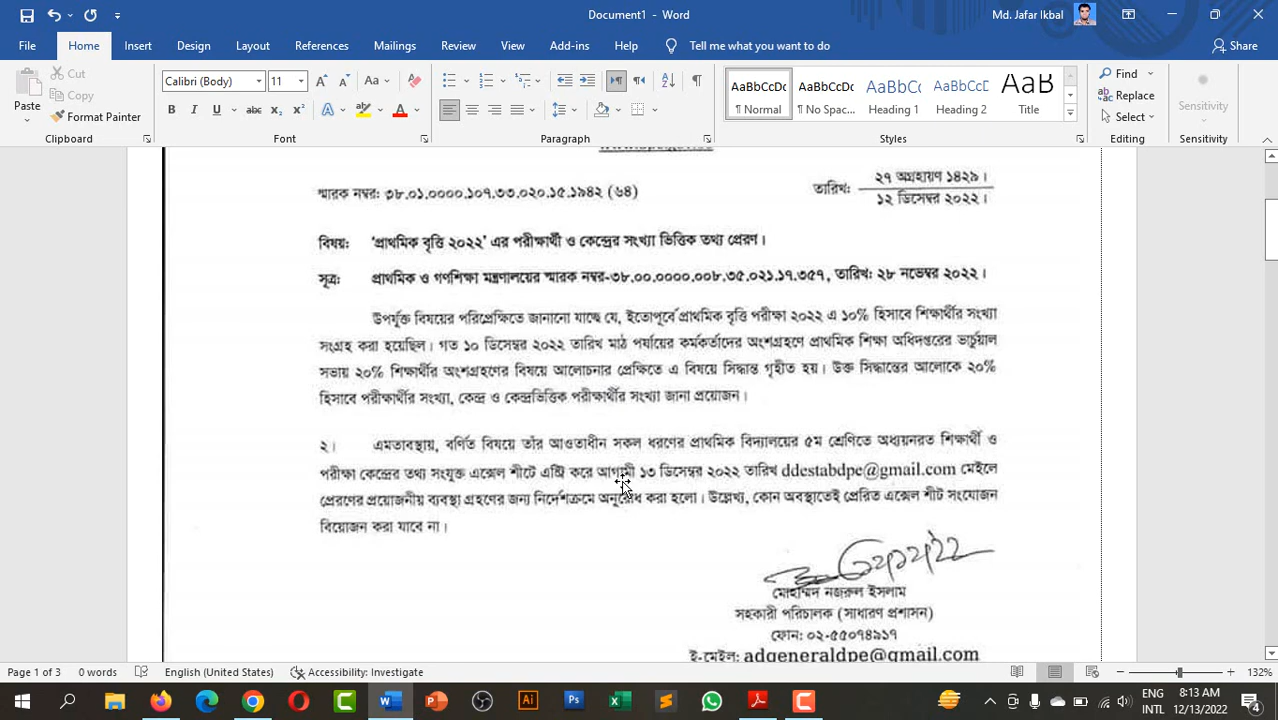 Document1 - Word
Md. Jafar Ikbal
File Home Insert Design Layout References Mailings Review View Add-ins Help Tell me what you want to do Share
Paste
Cut
Copy
Format Painter
Clipboard
Calibri (Body) 11
Font
Paragraph
AaBbCcDc AaBbCcDc AaBbCc AaBbCcD AaB
¶ Normal ¶ No Spac... Heading 1 Heading 2 Title
Styles
Find
Replace
Select
Editing
Sensitivity
Sensitivity
স্মারক নম্বর: ৩৮.০১.০০০০.১০৭.৩৩.০২০.১৫.১৯৪২ (৬৪)
তারিখ:
২৭ অগ্রহায়ণ ১৪২৯।
১২ ডিসেম্বর ২০২২।
বিষয়: ‘প্রাথমিক বৃত্তি ২০২২’ এর পরীক্ষার্থী ও কেন্দ্রের সংখ্যা ভিত্তিক তথ্য প্রেরণ।
সূত্র: প্রাথমিক ও গণশিক্ষা মন্ত্রণালয়ের স্মারক নম্বর-৩৮.০০.০০০০.০০৮.৩৫.০২১.১৭.৩৫৭, তারিখ: ২৮ নভেম্বর ২০২২।
উপর্যুক্ত বিষয়ের পরিপ্রেক্ষিতে জানানো যাচ্ছে যে, ইতোপূর্বে প্রাথমিক বৃত্তি পরীক্ষা ২০২২ এ ১০% হিসাবে শিক্ষার্থীর সংখ্যা
সংগ্রহ করা হয়েছিল। গত ১০ ডিসেম্বর ২০২২ তারিখ মাঠ পর্যায়ের কর্মকর্তাদের অংশগ্রহণে প্রাথমিক শিক্ষা অধিদপ্তরের ভার্চুয়াল
সভায় ২০% শিক্ষার্থীর অংশগ্রহণের বিষয়ে আলোচনার প্রেক্ষিতে এ বিষয়ে সিদ্ধান্ত গৃহীত হয়। উক্ত সিদ্ধান্তের আলোকে ২০%
হিসাবে পরীক্ষার্থীর সংখ্যা, কেন্দ্র ও কেন্দ্রভিত্তিক পরীক্ষার্থীর সংখ্যা জানা প্রয়োজন।
২। এমতাবস্থায়, বর্ণিত বিষয়ে তাঁর আওতাধীন সকল ধরণের প্রাথমিক বিদ্যালয়ের ৫ম শ্রেণিতে অধ্যয়নরত শিক্ষার্থী ও
পরীক্ষা কেন্দ্রের তথ্য সংযুক্ত এক্সেল শীটে এন্ট্রি করে আগামী ১৩ ডিসেম্বর ২০২২ তারিখ ddestabdpe@gmail.com মেইলে
প্রেরণের প্রয়োজনীয় ব্যবস্থা গ্রহণের জন্য নির্দেশক্রমে অনুরোধ করা হলো। উল্লেখ্য, কোন অবস্থাতেই প্রেরিত এক্সেল শীট সংযোজন
বিয়োজন করা যাবে না।
মোহাম্মদ নজরুল ইসলাম
সহকারী পরিচালক (সাধারণ প্রশাসন)
ফোন: ০২-৫৫০৭৪৯১৭
ই-মেইল: adgeneraldpe@gmail.com
Page 1 of 3 0 words English (United States) Accessibility: Investigate 132%
ENG
INTL
8:13 AM
12/13/2022
4